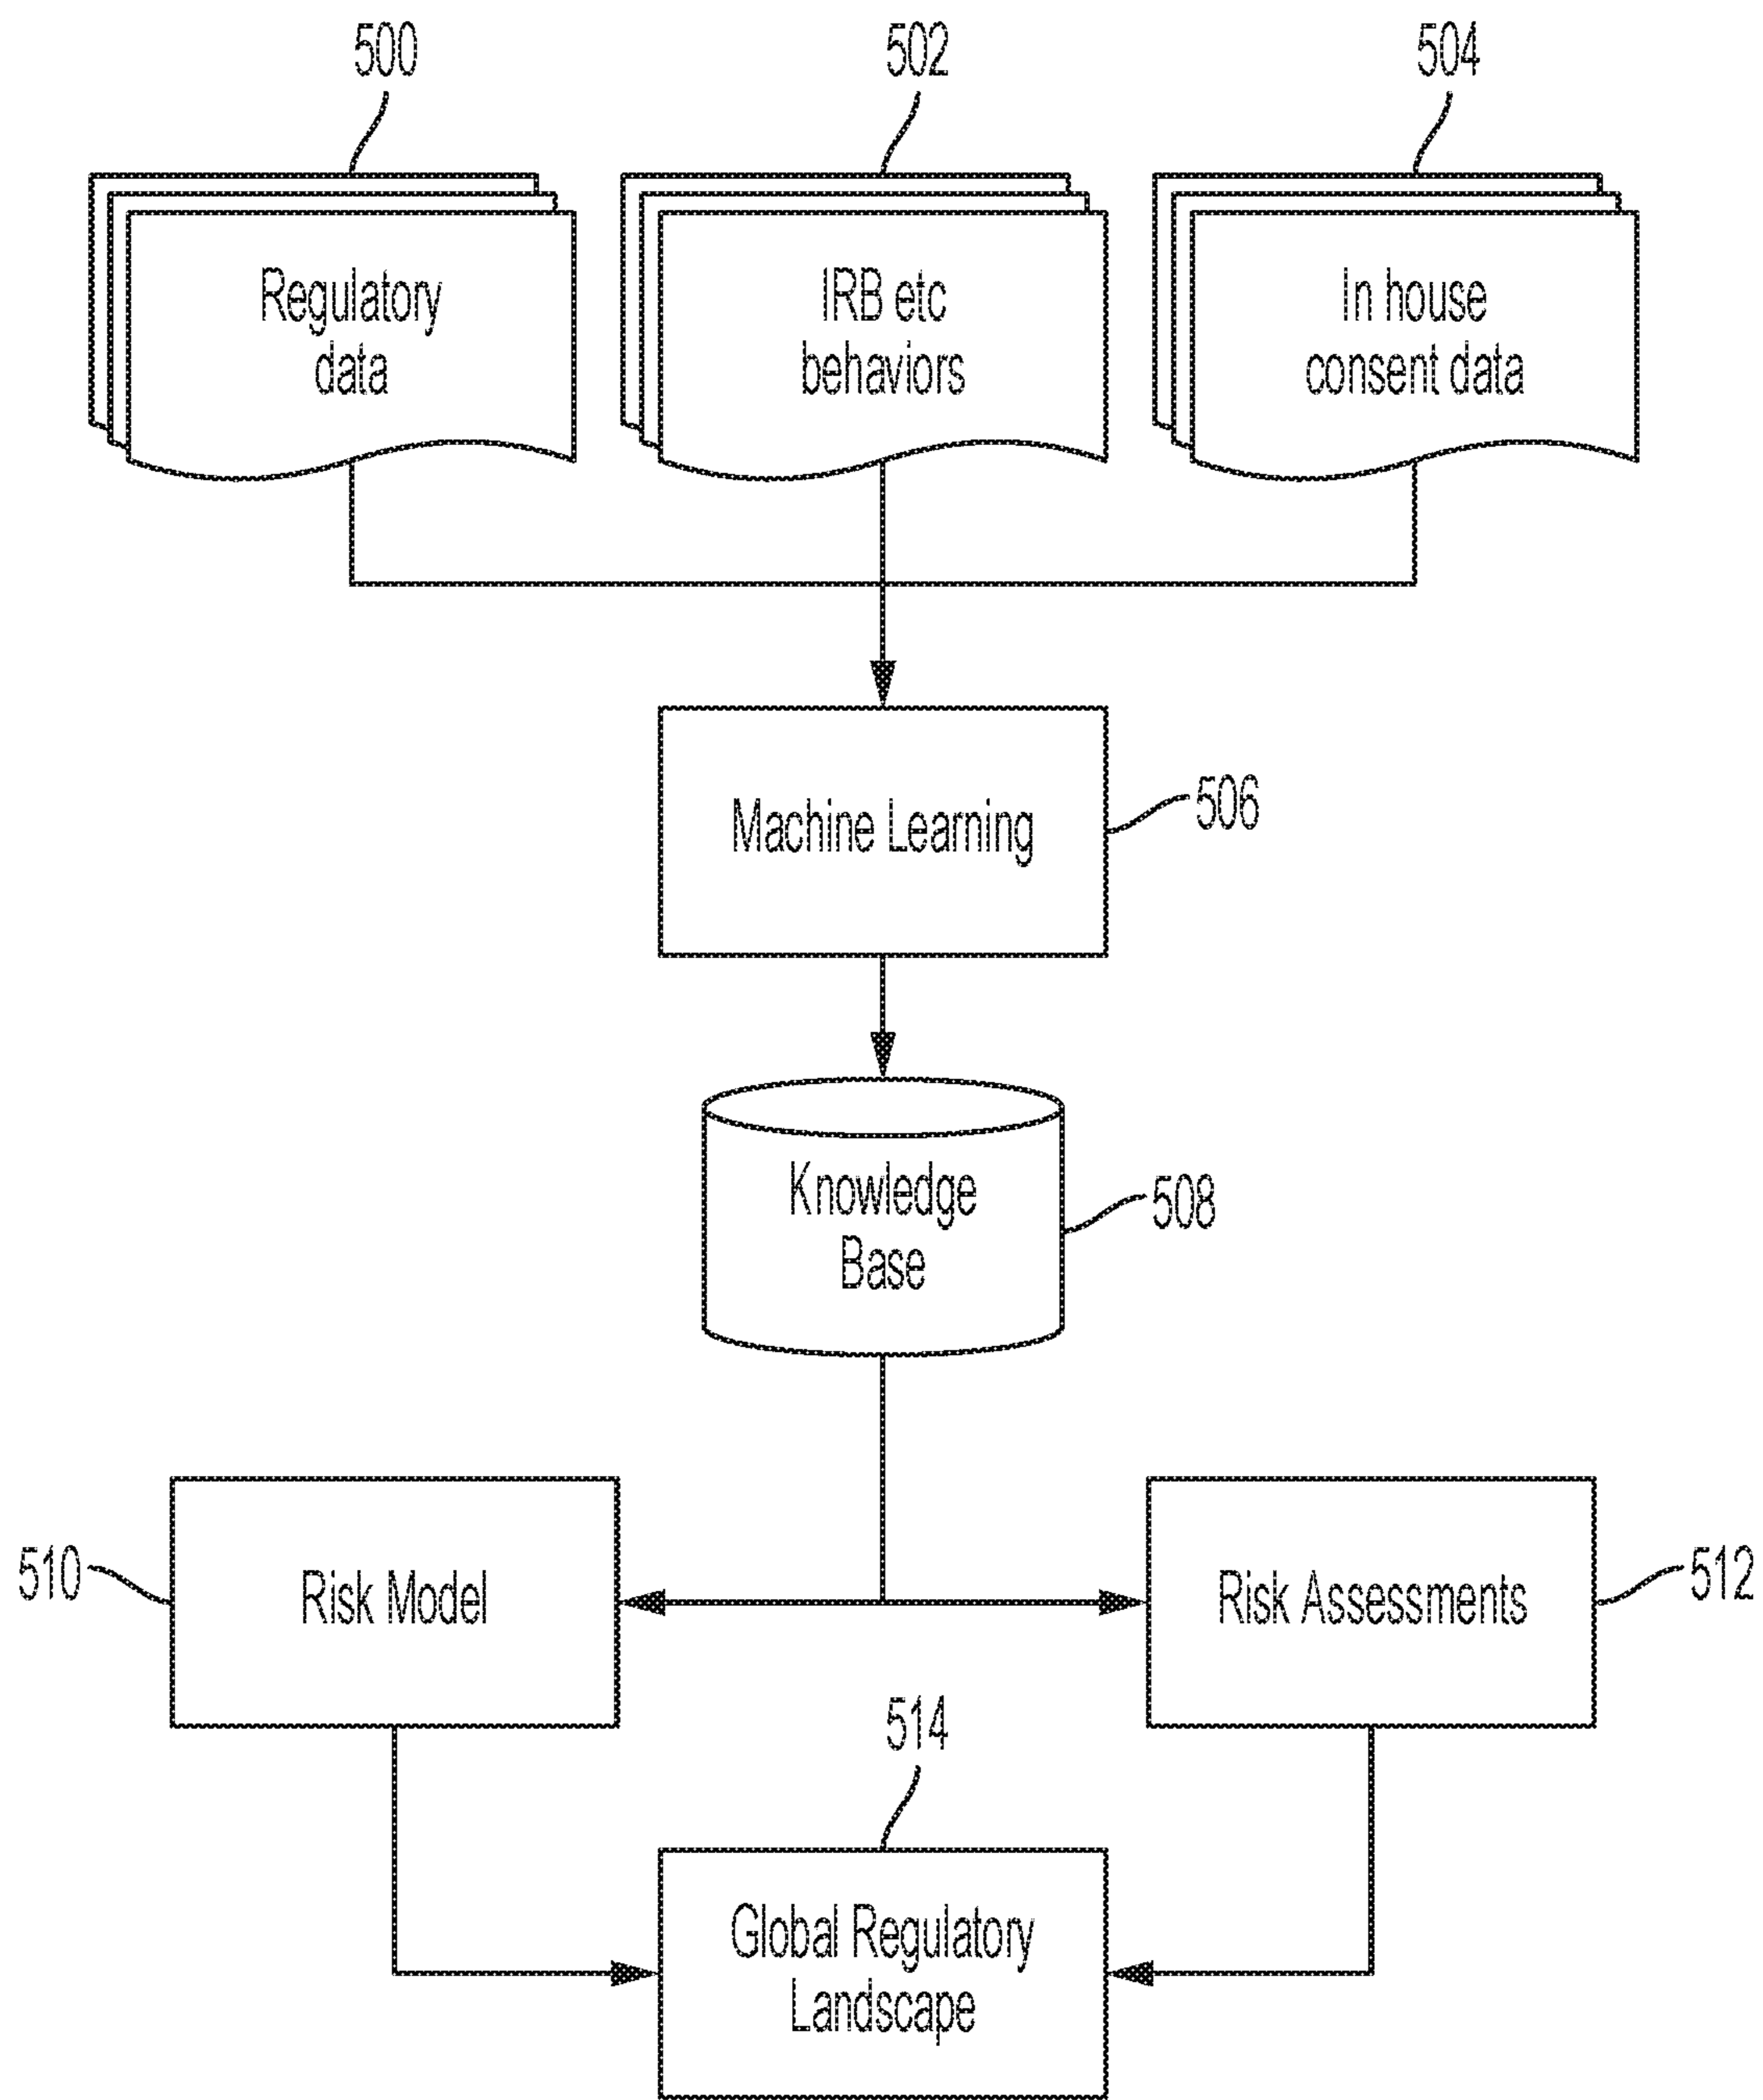 500
502
504
Regulatory
data
IRB etc
behaviors
In house
consent data
Machine Learning
506
Knowledge
Base
508
510
Risk Model
Risk Assessments
512
514
Global Regulatory
Landscape